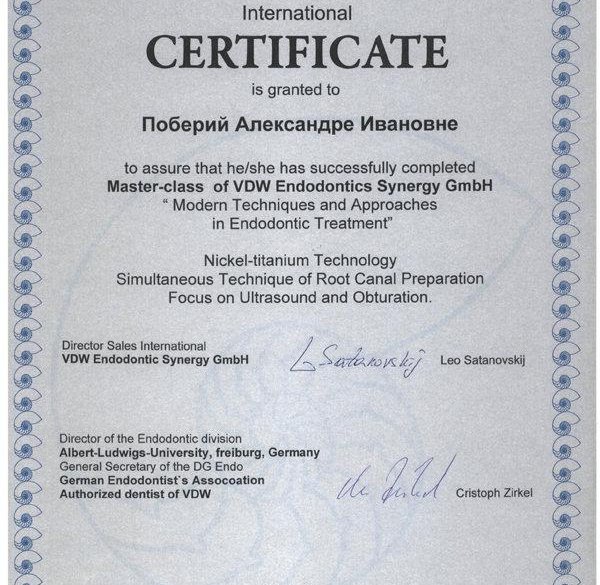 International
CERTIFICATE
is granted to
Поберий Александре Ивановне
to assure that he/she has successfully completed
Master-class of VDW Endodontics Synergy GmbH
“ Modern Techniques and Approaches
in Endodontic Treatment”
Nickel-titanium Technology
Simultaneous Technique of Root Canal Preparation
Focus on Ultrasound and Obturation.
Director Sales International
VDW Endodontic Synergy GmbH
L Satanovskij Leo Satanovskij
Director of the Endodontic division
Albert-Ludwigs-University, freiburg, Germany
General Secretary of the DG Endo
German Endodontist`s Assocoation
Authorized dentist of VDW
Cristoph Zirkel